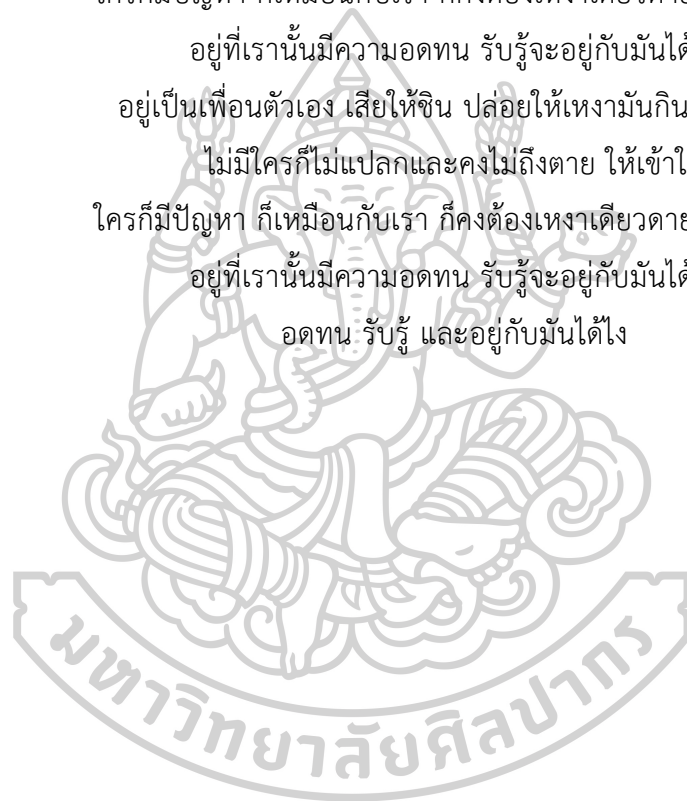 อยู่ที่เรานั้นมีความอดทน รับรู้จะอยู่กับมันได้
อยู่เป็นเพื่อนตัวเอง เสียให้ชิน ปล่อยให้เหงามันกิน
ไม่มีใครก็ไม่แปลกและคงไม่ถึงตาย ให้เข้าใ
ใครก็มีปัญหา ก็เหมือนกับเรา ก็คงต้องเหงาเดียวดาย
อยู่ที่เรานั้นมีความอดทน รับรู้จะอยู่กับมันได้
อดทน รับรู้ และอยู่กับมันได้ไง
มหาวิทยาลัยศิลปากร